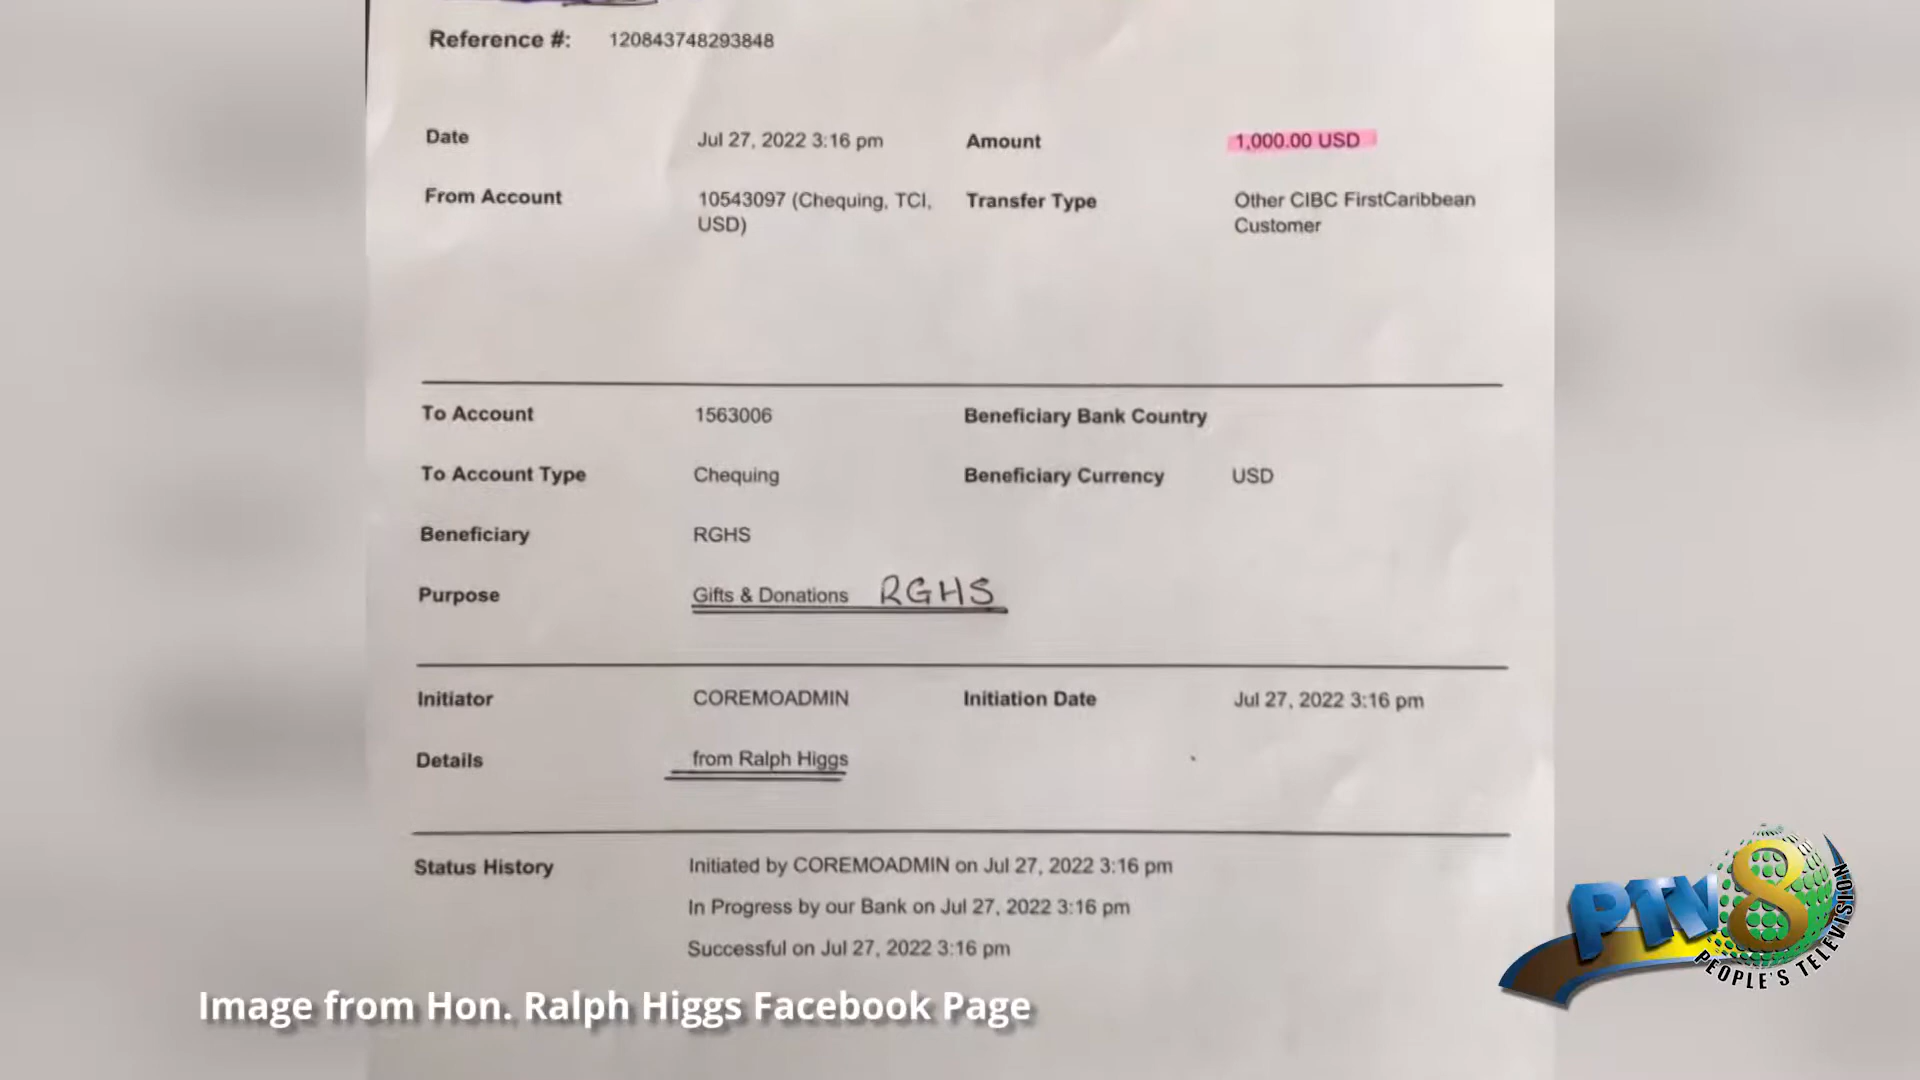 Reference #: 120843748293848
Date Jul 27, 2022 3:16 pm Amount 1,000.00 USD
From Account 10543097 (Chequing, TCI, USD) Transfer Type Other CIBC FirstCaribbean Customer
To Account 1563006 Beneficiary Bank Country
To Account Type Chequing Beneficiary Currency USD
Beneficiary RGHS
Purpose Gifts & Donations RGHS
Initiator COREMOADMIN Initiation Date Jul 27, 2022 3:16 pm
Details from Ralph Higgs
Status History Initiated by COREMOADMIN on Jul 27, 2022 3:16 pm
In Progress by our Bank on Jul 27, 2022 3:16 pm
Successful on Jul 27, 2022 3:16 pm
Image from Hon. Ralph Higgs Facebook Page
PTV8
PEOPLE'S TELEVISION